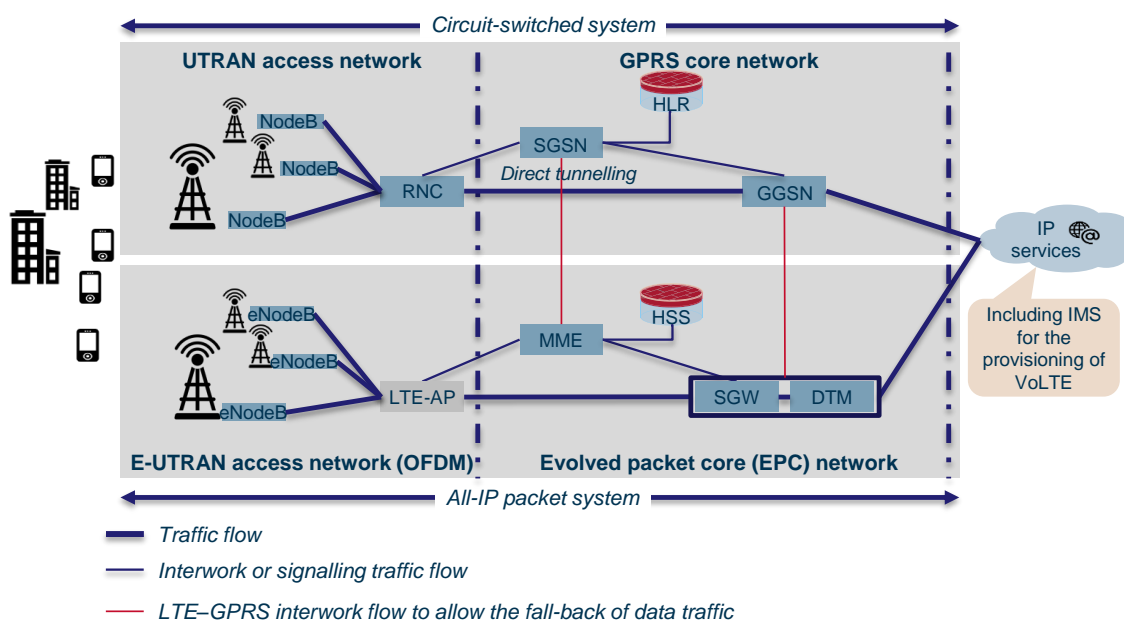 Circuit-switched system
UTRAN access network
GPRS core network
HLR
NodeB
SGSN
NodeB
Direct tunnelling
RNC
GGSN
NodeB
IP
services
@
eNodeB
HSS
MME
eNodeB
Including IMS
for the
provisioning of
VoLTE
LTE-AP
SGW
DTM
eNodeB
E-UTRAN access network (OFDM)
Evolved packet core (EPC) network
All-IP packet system
Traffic flow
Interwork or signalling traffic flow
LTE–GPRS interwork flow to allow the fall-back of data traffic